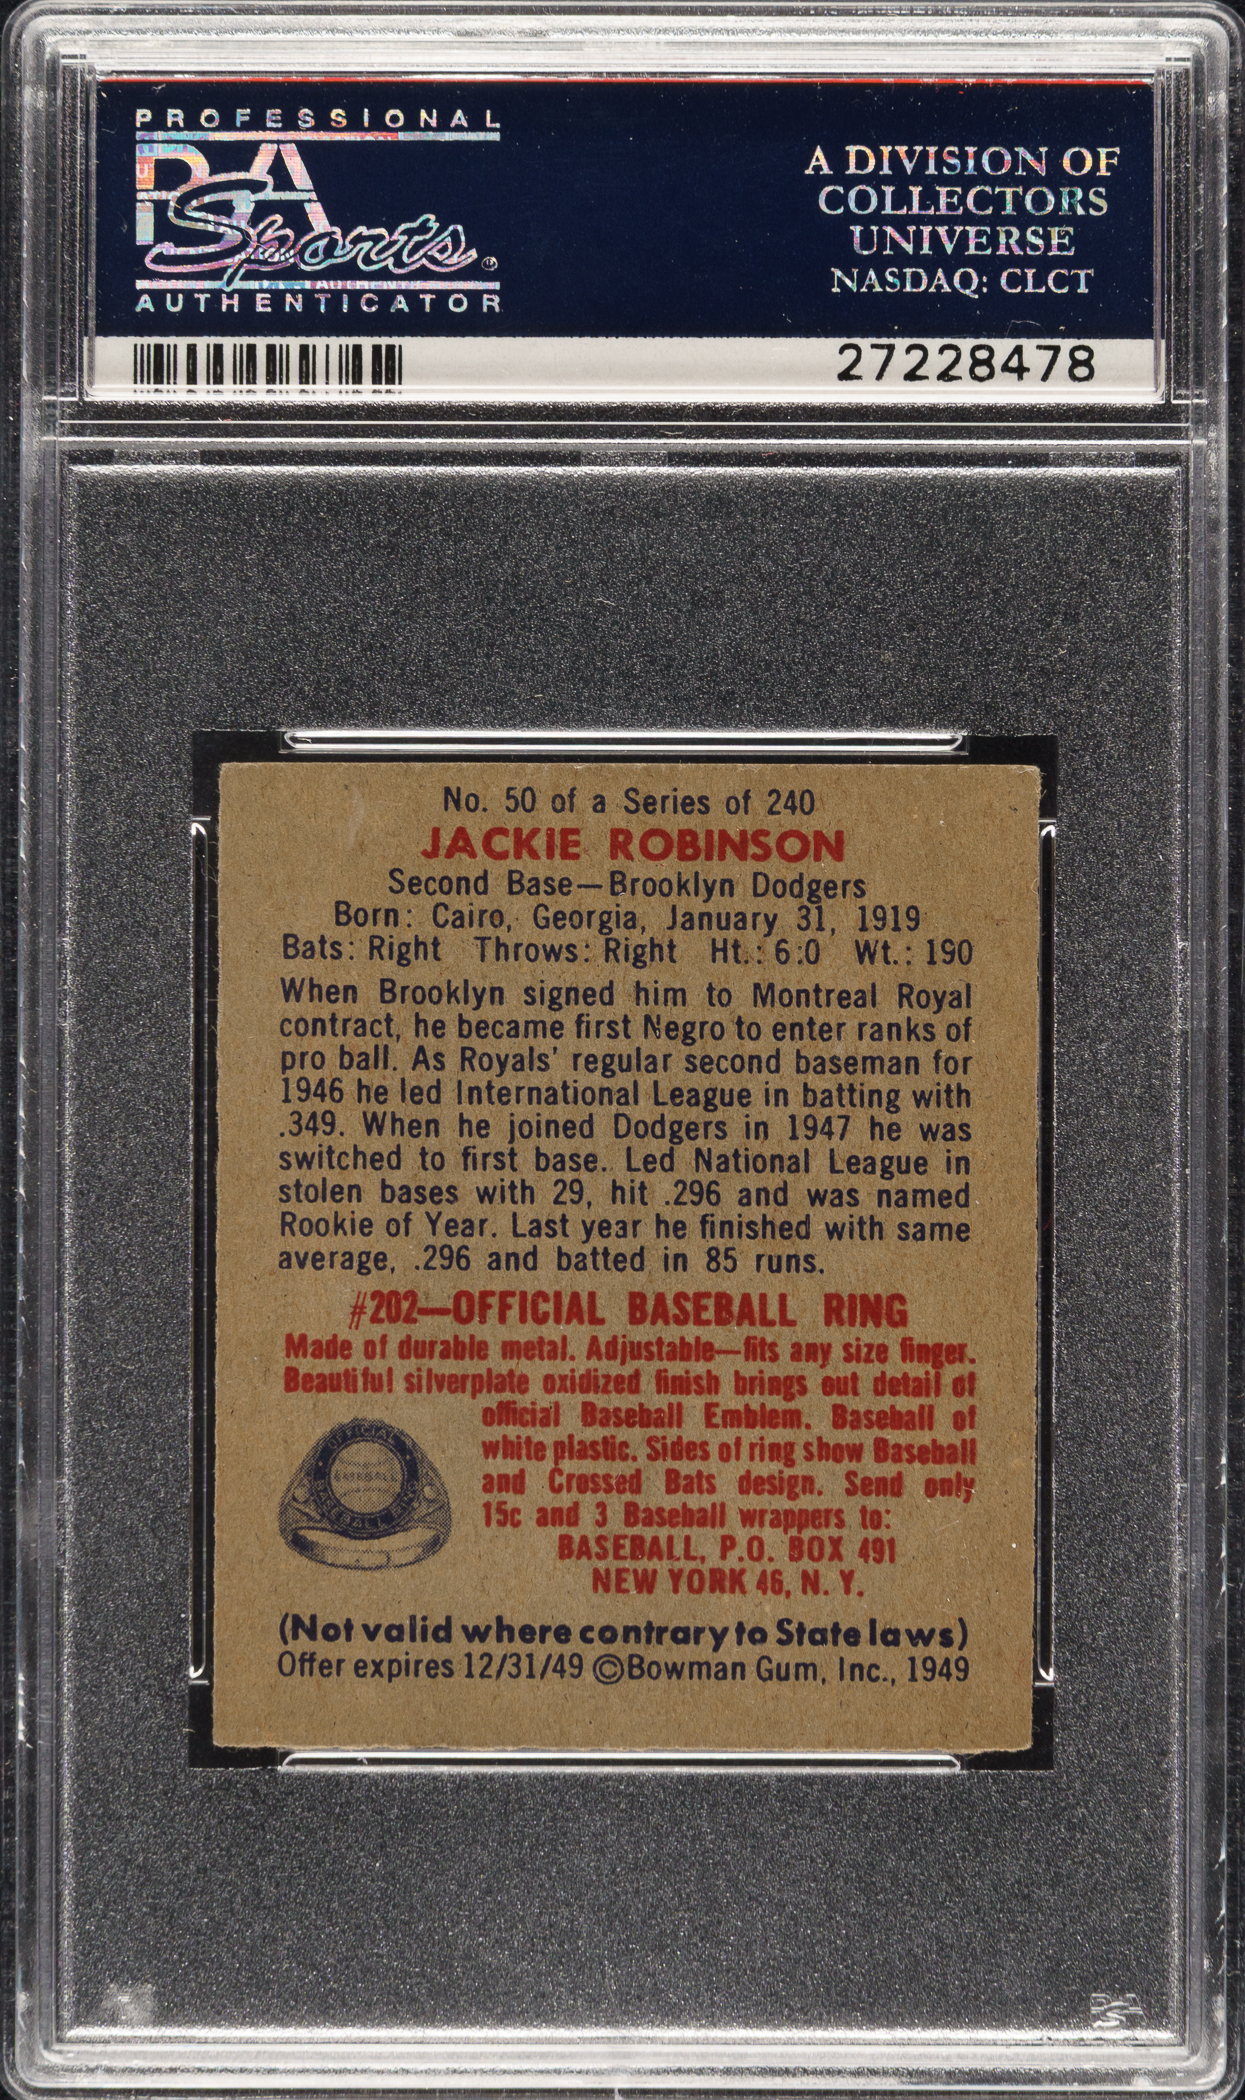 PROFESSIONAL
PSA
Sports
AUTHENTICATOR
A DIVISION OF
COLLECTORS
UNIVERSE
NASDAQ: CLCT
27228478
No. 50 of a Series of 240
JACKIE ROBINSON
Second Base—Brooklyn Dodgers
Born: Cairo, Georgia, January 31, 1919
Bats: Right Throws: Right Ht.: 6:0 Wt.: 190
When Brooklyn signed him to Montreal Royal
contract, he became first Negro to enter ranks of
pro ball. As Royals' regular second baseman for
1946 he led International League in batting with
.349. When he joined Dodgers in 1947 he was
switched to first base. Led National League in
stolen bases with 29, hit .296 and was named
Rookie of Year. Last year he finished with same
average, .296 and batted in 85 runs.
#202—OFFICIAL BASEBALL RING
Made of durable metal. Adjustable—fits any size finger.
Beautiful silverplate oxidized finish brings out detail of
official Baseball Emblem. Baseball of
white plastic. Sides of ring show Baseball
and Crossed Bats design. Send only
15c and 3 Baseball wrappers to:
BASEBALL, P.O. BOX 491
NEW YORK 46, N. Y.
OFFICIAL
BASEBALL
BASEBALL RING
(Not valid where contrary to State laws)
Offer expires 12/31/49 ©Bowman Gum, Inc., 1949
PSA